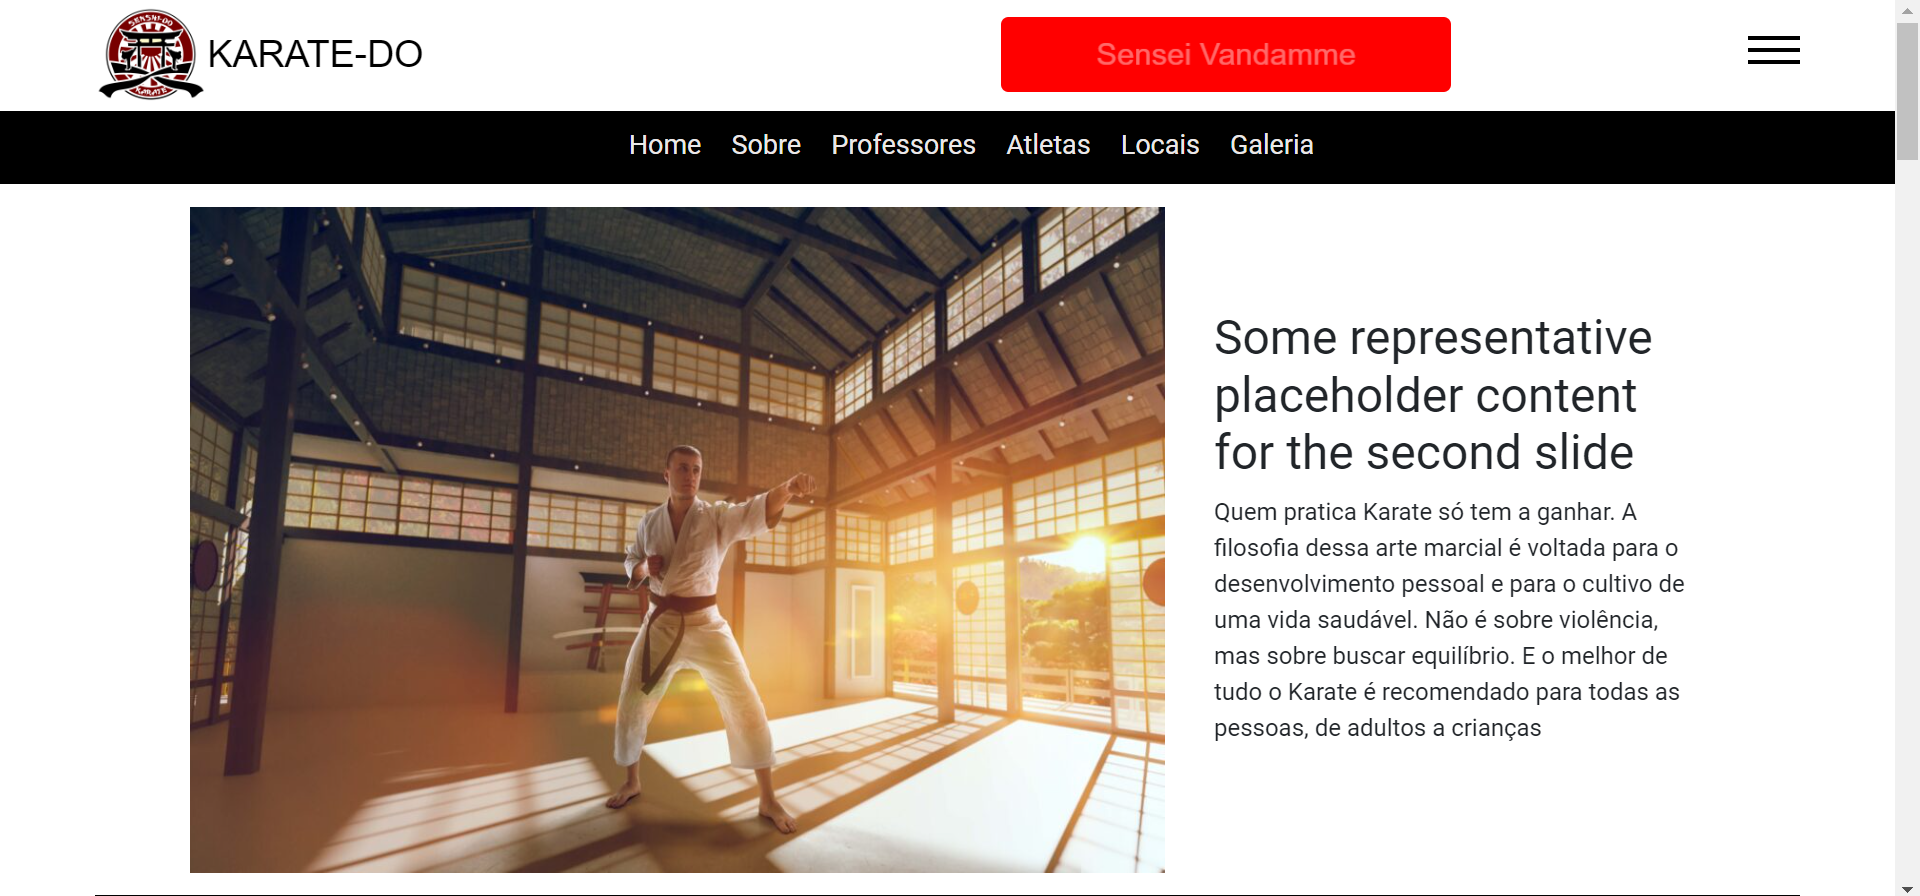 SENSHI-DO
KARATE
KARATE-DO
Sensei Vandamme
Home Sobre Professores Atletas Locais Galeria
Some representative
placeholder content
for the second slide
Quem pratica Karate só tem a ganhar. A
filosofia dessa arte marcial é voltada para o
desenvolvimento pessoal e para o cultivo de
uma vida saudável. Não é sobre violência,
mas sobre buscar equilíbrio. E o melhor de
tudo o Karate é recomendado para todas as
pessoas, de adultos a crianças